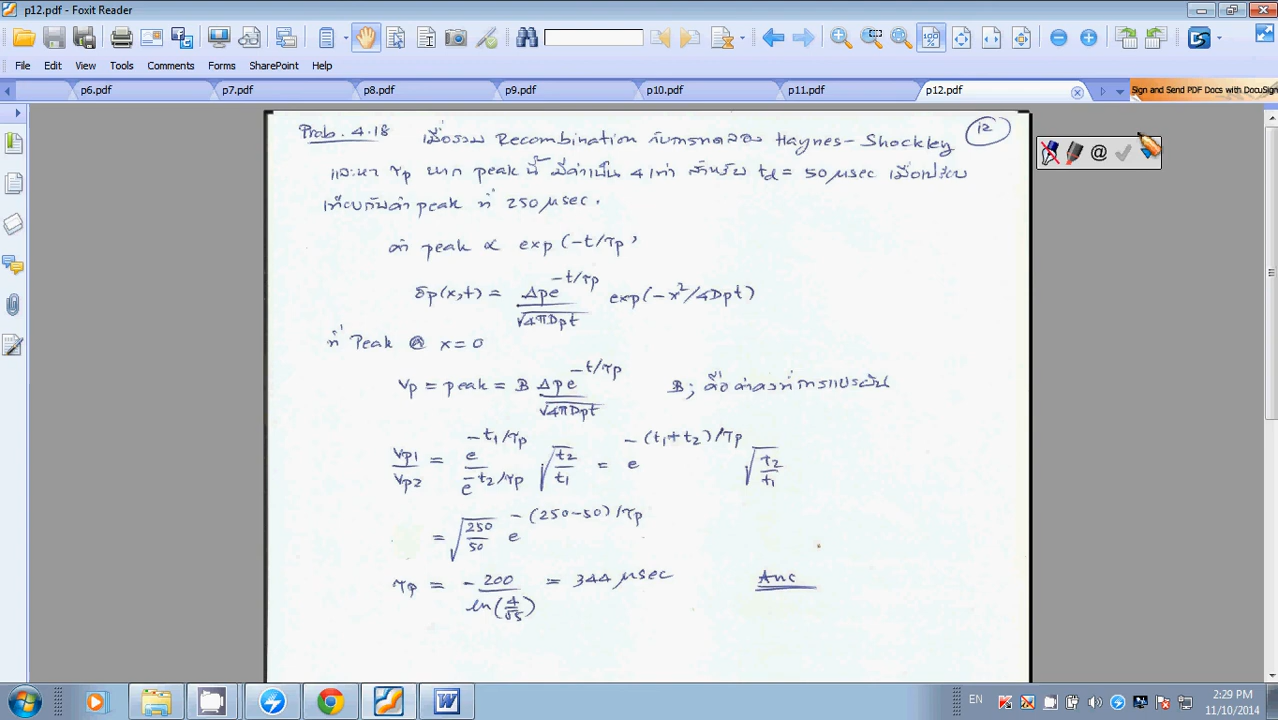 p12.pdf - Foxit Reader
File Edit View Tools Comments Forms SharePoint Help
p6.pdf p7.pdf p8.pdf p9.pdf p10.pdf p11.pdf p12.pdf
Sign and Send PDF Docs with DocuSign
Prob. 4.18 เมื่อรวม Recombination กับการทดลอง Haynes-Shockley 12
และหา τp จาก peak นี้ มีค่าเป็น 4 เท่า สำหรับ td = 50 μsec เมื่อเปรียบ
เทียบกับค่า peak ที่ 250 μsec.
ค่า peak ∝ exp (-t/τp)
δp(x,t) = Δpe^-t/τp / √4πDpt exp(-x²/4Dpt)
ที่ Peak @ x=0
Vp = peak = B Δpe^-t/τp / √4πDpt B; คือ ค่าคงที่การแปรผัน
Vp1/Vp2 = e^-t1/τp / e^-t2/τp √t2/t1 = e^-(t1+t2)/τp √t2/t1
= √250/50 e^-(250-50)/τp
τp = -200 / ln(4/√5) = 344 μsec Ans
EN 2:29 PM
11/10/2014